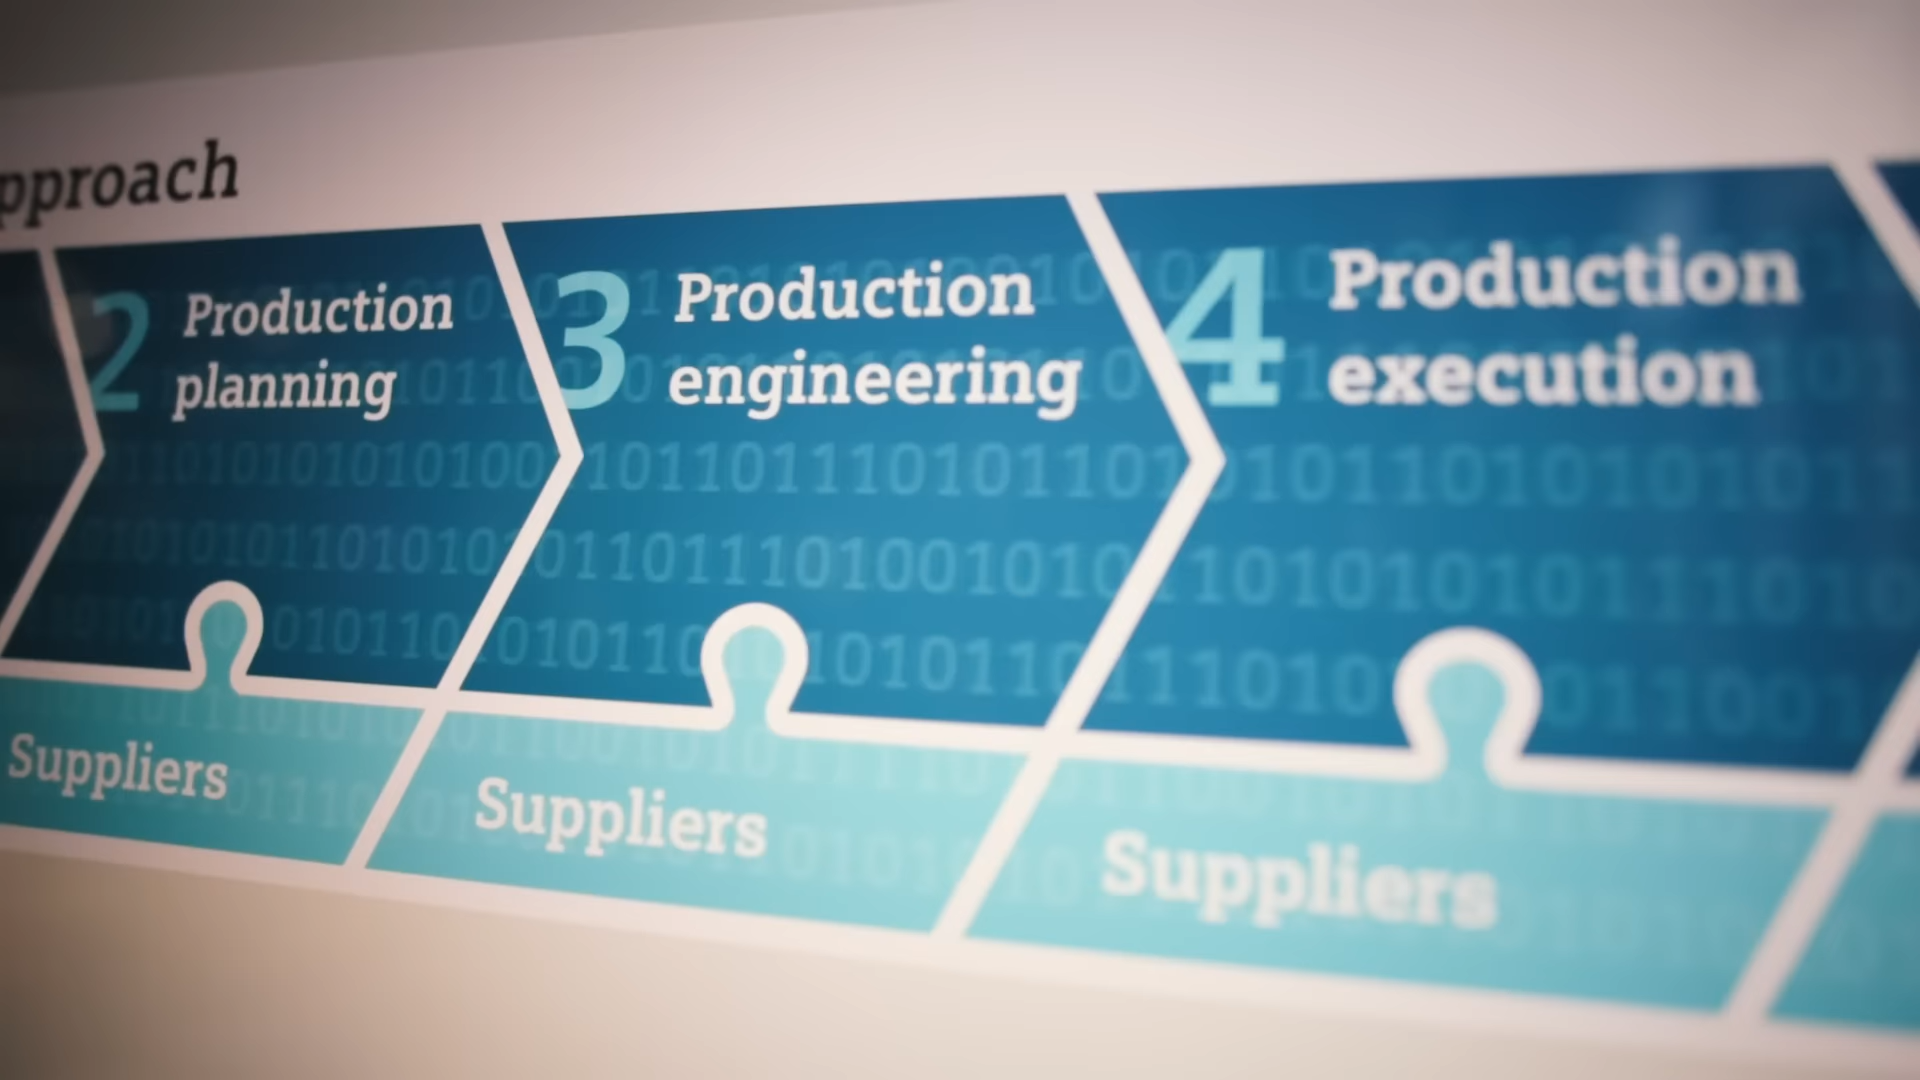 pproach
2 Production
planning
3 Production
engineering
4 Production
execution
Suppliers
Suppliers
Suppliers